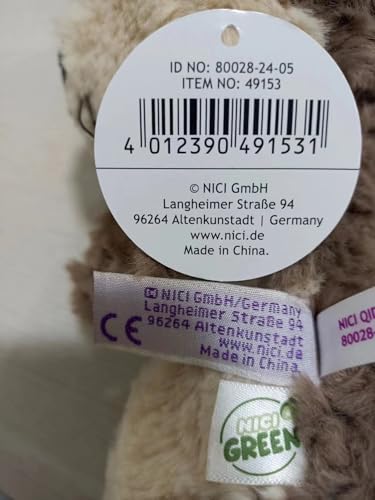 ID NO: 80028-24-05
ITEM NO: 49153
4 012390 491531
© NICI GmbH
Langheimer Straße 94
96264 Altenkunstadt | Germany
www.nici.de
Made in China.
NICI GmbH/Germany
Langheimer Straße 94
96264 Altenkunstadt
www.nici.de
Made in China.
CE
NICI
80028-
NICI
GREEN